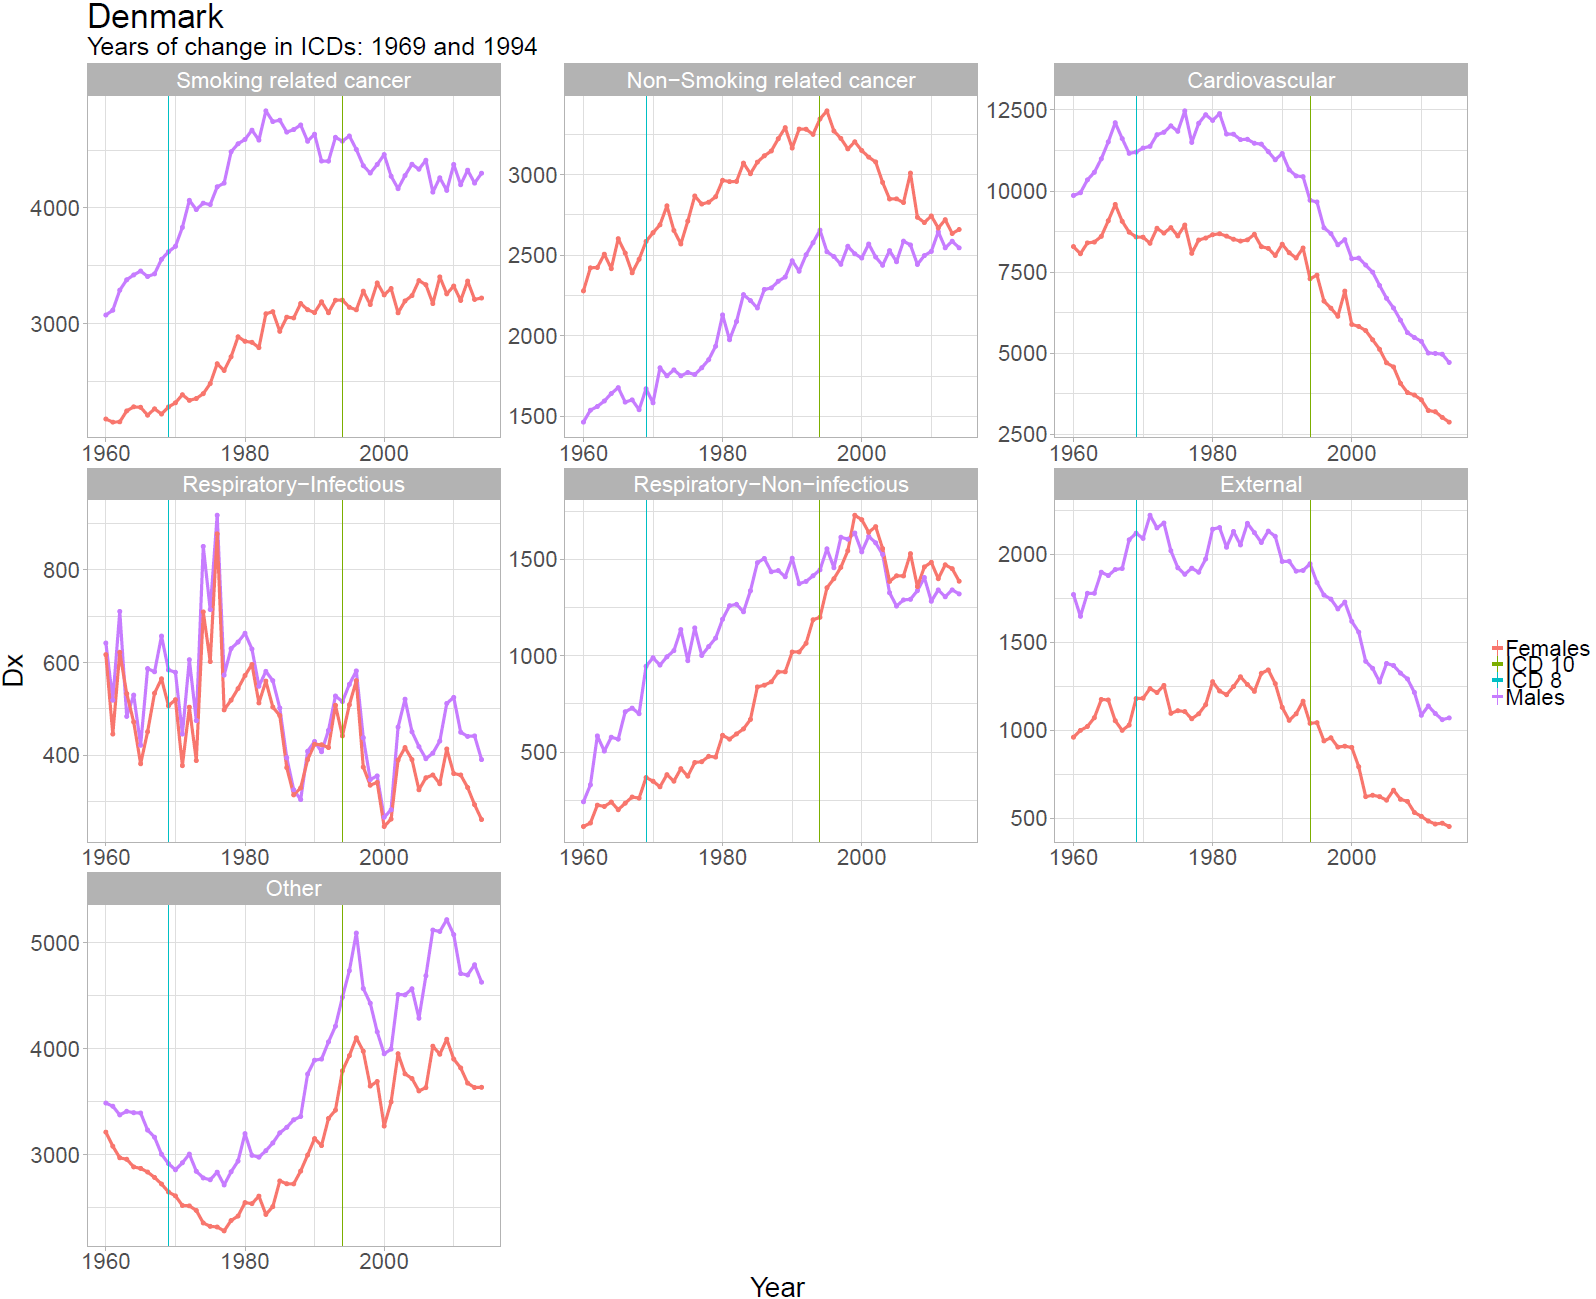 Denmark
Years of change in ICDs: 1969 and 1994
Smoking related cancer
Non−Smoking related cancer
Cardiovascular
4000
3000
1960 1980 2000
3000
2500
2000
1500
1960 1980 2000
12500
10000
7500
5000
2500
1960 1980 2000
Respiratory−Infectious
Respiratory−Non−infectious
External
800
600
400
1960 1980 2000
1500
1000
500
1960 1980 2000
2000
1500
1000
500
1960 1980 2000
Other
5000
4000
3000
1960 1980 2000
Dx
Year
Females
ICD 10
ICD 8
Males